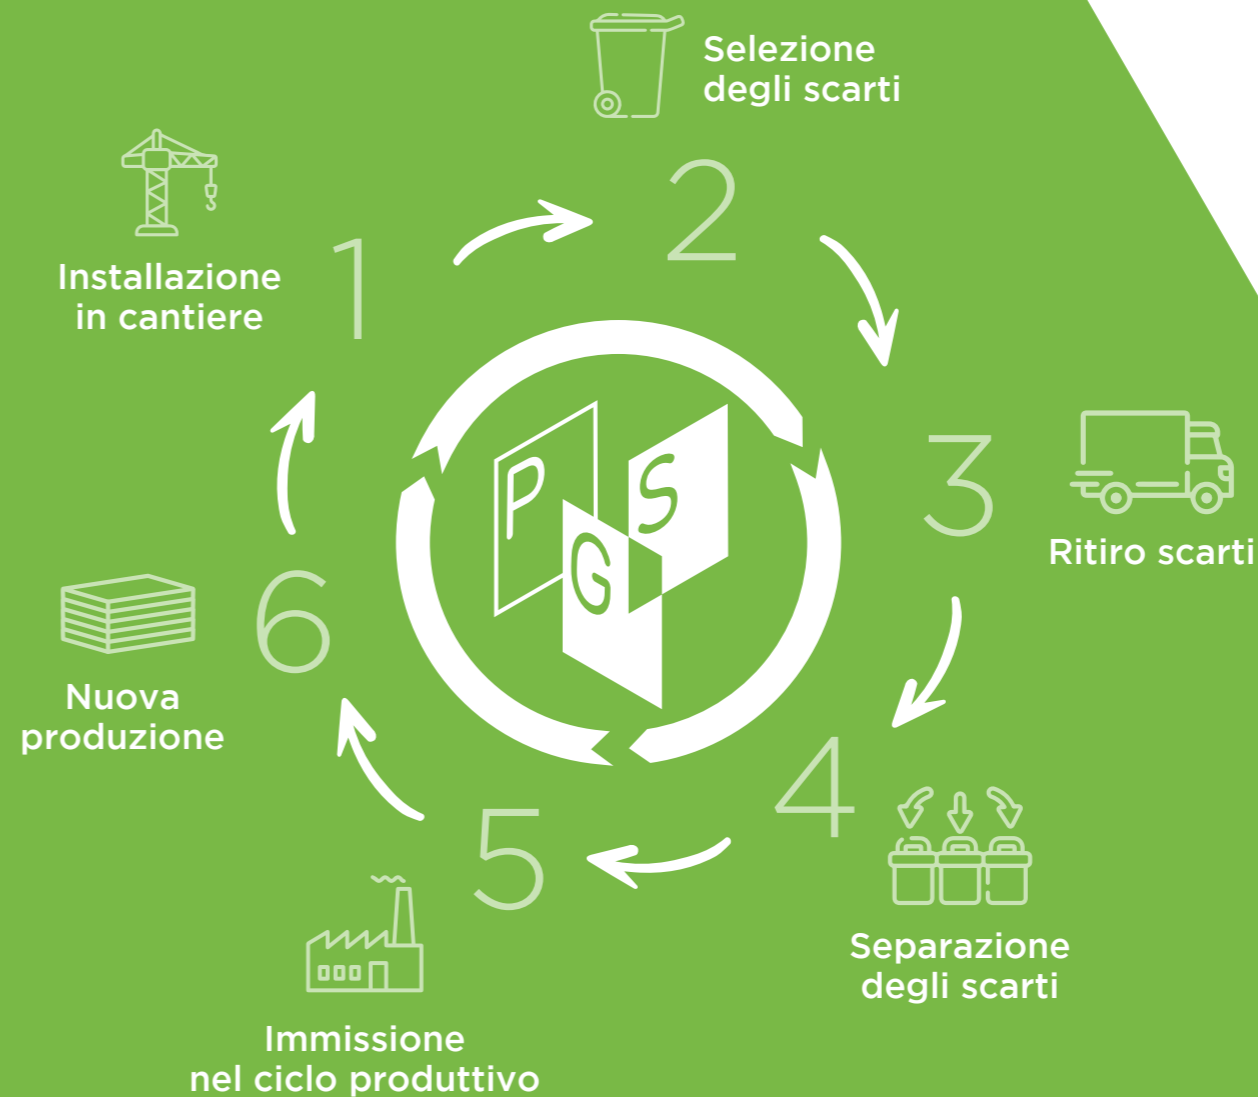 1
Installazione
in cantiere
2
Selezione
degli scarti
3
Ritiro scarti
4
Separazione
degli scarti
5
Immissione
nel ciclo produttivo
6
Nuova
produzione
P
G
S